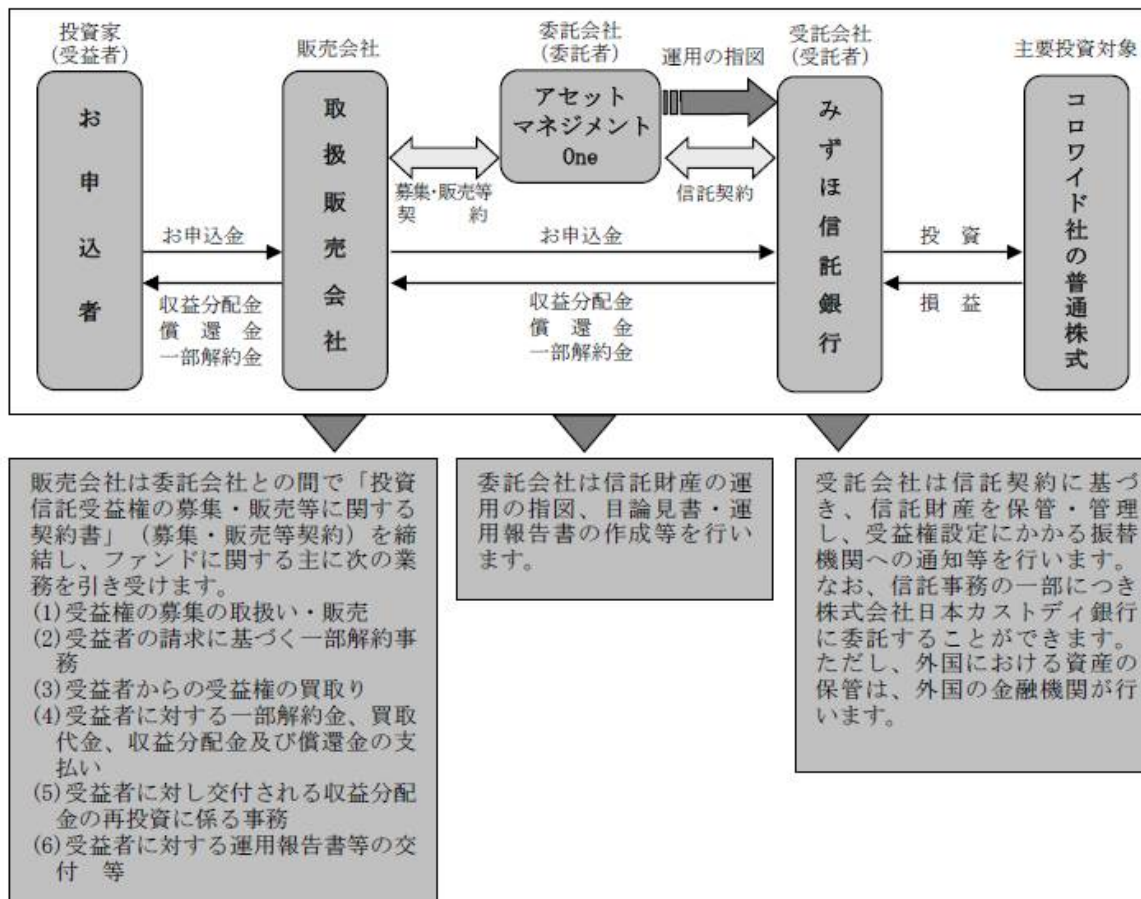 投資家
(受益者)
販売会社
委託会社
(委託者)
運用の指図
受託会社
(受託者)
主要投資対象
お申込者
取扱販売会社
アセット
マネジメント
One
みずほ信託銀行
コロワイド社の普通株式
募集・販売等
契　約
信託契約
お申込金
お申込金
投　資
収益分配金
償　還　金
一部解約金
収益分配金
償　還　金
一部解約金
損　益
販売会社は委託会社との間で「投資
信託受益権の募集・販売等に関する
契約書」（募集・販売等契約）を締
結し、ファンドに関する主に次の業
務を引き受けます。
(1)受益権の募集の取扱い・販売
(2)受益者の請求に基づく一部解約事
務
(3)受益者からの受益権の買取り
(4)受益者に対する一部解約金、買取
代金、収益分配金及び償還金の支
払い
(5)受益者に対し交付される収益分配
金の再投資に係る事務
(6)受益者に対する運用報告書等の交
付　等
委託会社は信託財産の運
用の指図、目論見書・運
用報告書の作成等を行い
ます。
受託会社は信託契約に基づ
き、信託財産を保管・管理
し、受益権設定にかかる振替
機関への通知等を行います。
なお、信託事務の一部につき
株式会社日本カストディ銀行
に委託することができます。
ただし、外国における資産の
保管は、外国の金融機関が行
います。